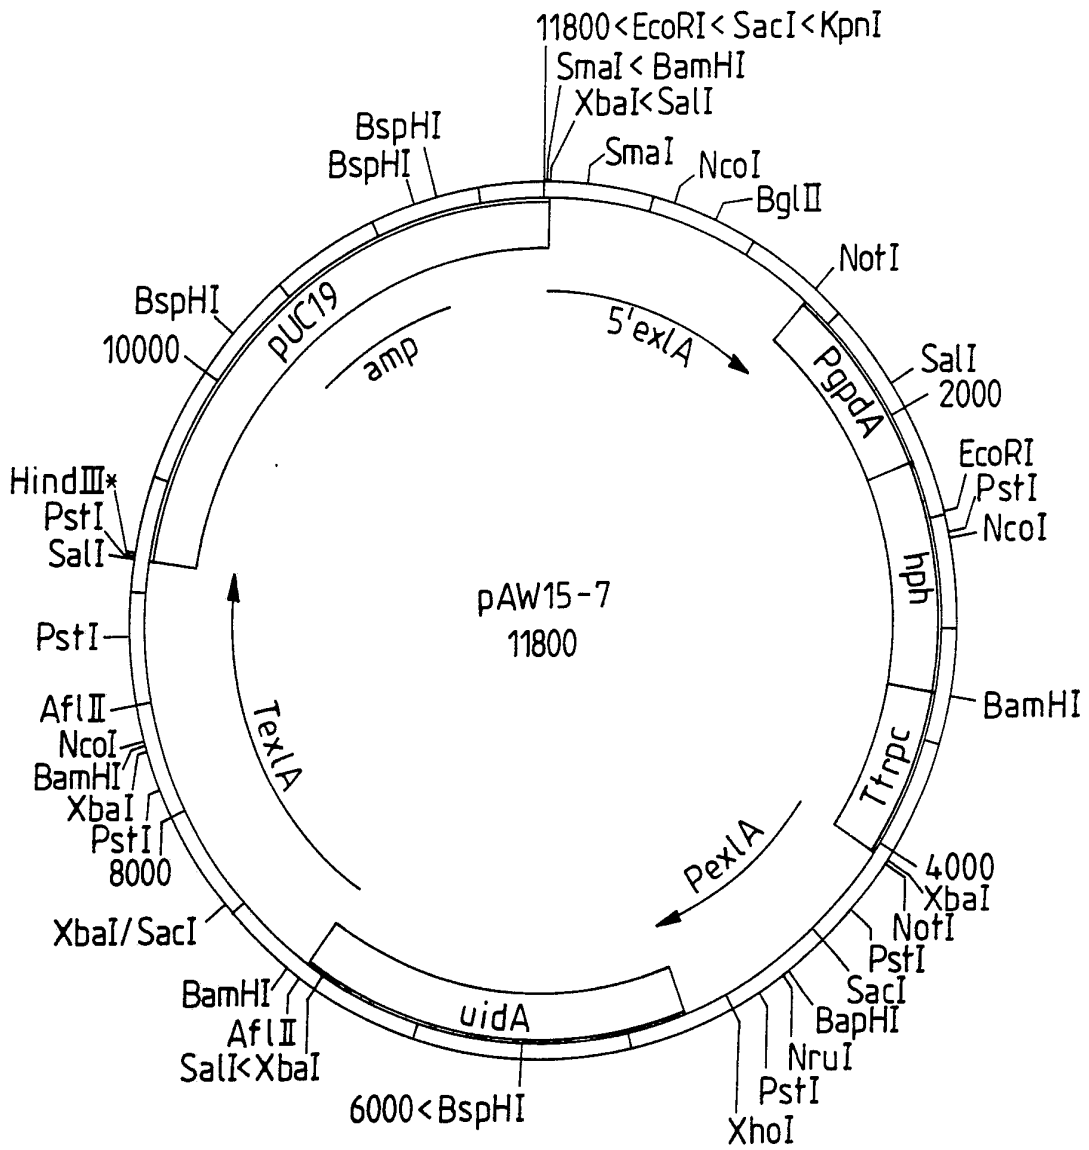 11800<EcoRI< SacI<KpnI
SmaI< BamHI
XbaI<SalI
SmaI
NcoI
BglII
NotI
SalI
2000
EcoRI
PstI
NcoI
BamHI
4000
XbaI
NotI
PstI
SacI
BapHI
NruI
PstI
XhoI
6000<BspHI
SalI<XbaI
AflII
BamHI
XbaI/SacI
8000
PstI
XbaI
BamHI
NcoI
AflII
PstI
SalI
PstI
HindIII*
10000
BspHI
BspHI
BspHI
pUC19
amp
5'exlA
PgpdA
hph
Ttrpc
PexlA
uidA
TexlA
pAW15-7
11800